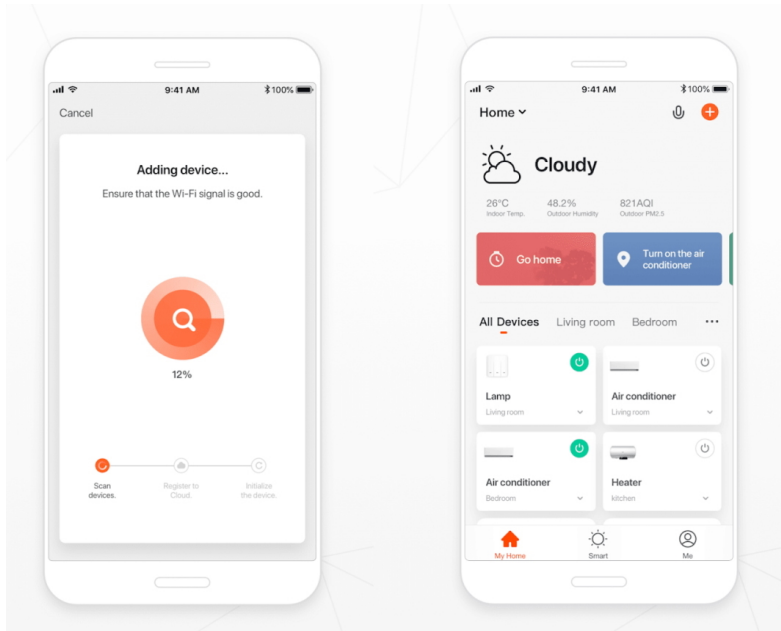 9:41 AM
100%
Cancel
Adding device...
Ensure that the Wi-Fi signal is good.
12%
Scan
devices.
Register to
Cloud.
Initialize
the device.
9:41 AM
100%
Home
Cloudy
26°C
48.2%
821AQI
Indoor Temp.
Outdoor Humidity
Outdoor PM2.5
Go home
Turn on the air
conditioner
All Devices
Living room
Bedroom
Lamp
Living room
Air conditioner
Living room
Air conditioner
Bedroom
Heater
kitchen
My Home
Smart
Me